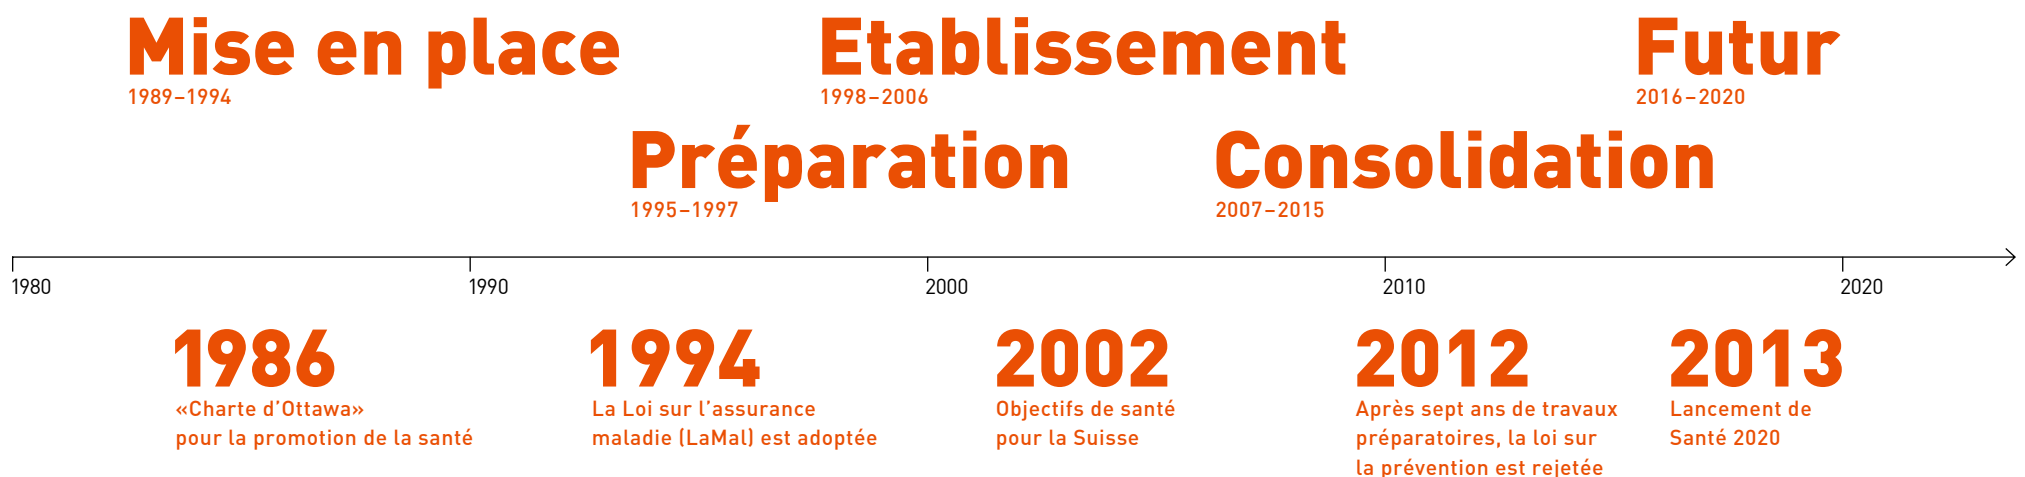 Mise en place
1989–1994
Etablissement
1998–2006
Futur
2016–2020
Préparation
1995–1997
Consolidation
2007–2015
1980
1990
2000
2010
2020
1986
«Charte d’Ottawa»
pour la promotion de la santé
1994
La Loi sur l’assurance
maladie (LaMal) est adoptée
2002
Objectifs de santé
pour la Suisse
2012
Après sept ans de travaux
préparatoires, la loi sur
la prévention est rejetée
2013
Lancement de
Santé 2020